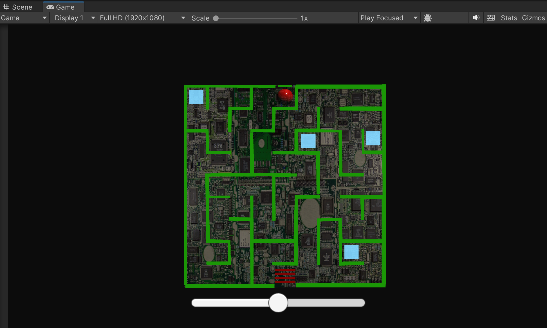 Scene Game
Game Display 1 Full HD (1920x1080) Scale 1x Play Focused Stats Gizmos